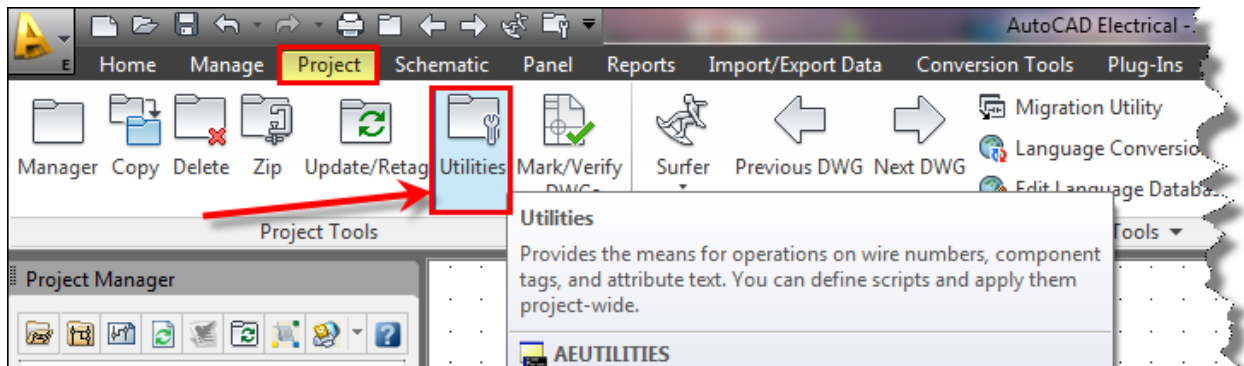 AutoCAD Electrical -
E Home Manage Project Schematic Panel Reports Import/Export Data Conversion Tools Plug-Ins
Manager Copy Delete Zip Update/Retag Utilities Mark/Verify Surfer Previous DWG Next DWG
Migration Utility
Language Conversio
Edit Language Databa
Project Tools
Tools
Utilities
Provides the means for operations on wire numbers, component
tags, and attribute text. You can define scripts and apply them
project-wide.
AEUTILITIES
Project Manager